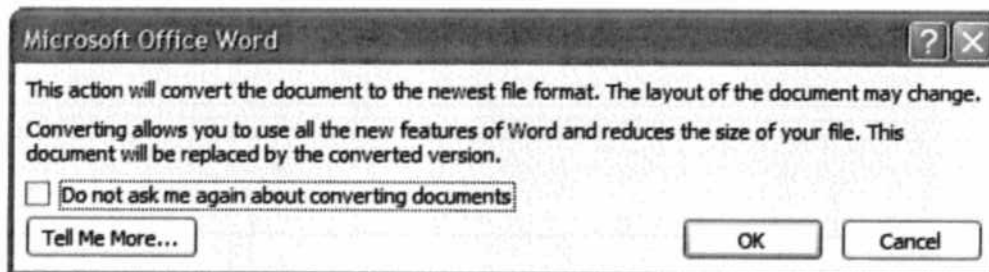 Microsoft Office Word
This action will convert the document to the newest file format. The layout of the document may change.
Converting allows you to use all the new features of Word and reduces the size of your file. This
document will be replaced by the converted version.
Do not ask me again about converting documents
Tell Me More... OK Cancel